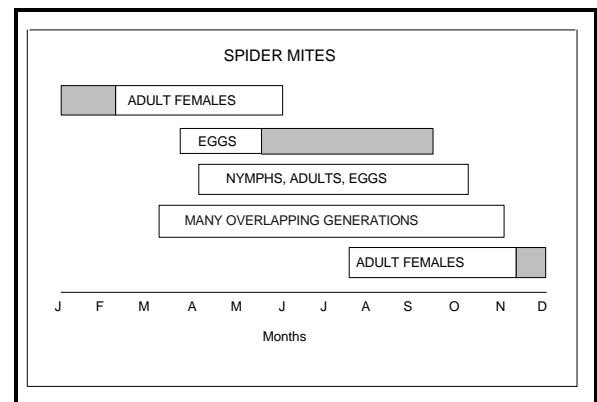 SPIDER MITES
ADULT FEMALES
EGGS
NYMPHS, ADULTS, EGGS
MANY OVERLAPPING GENERATIONS
ADULT FEMALES
J F M A M J J A S O N D
Months